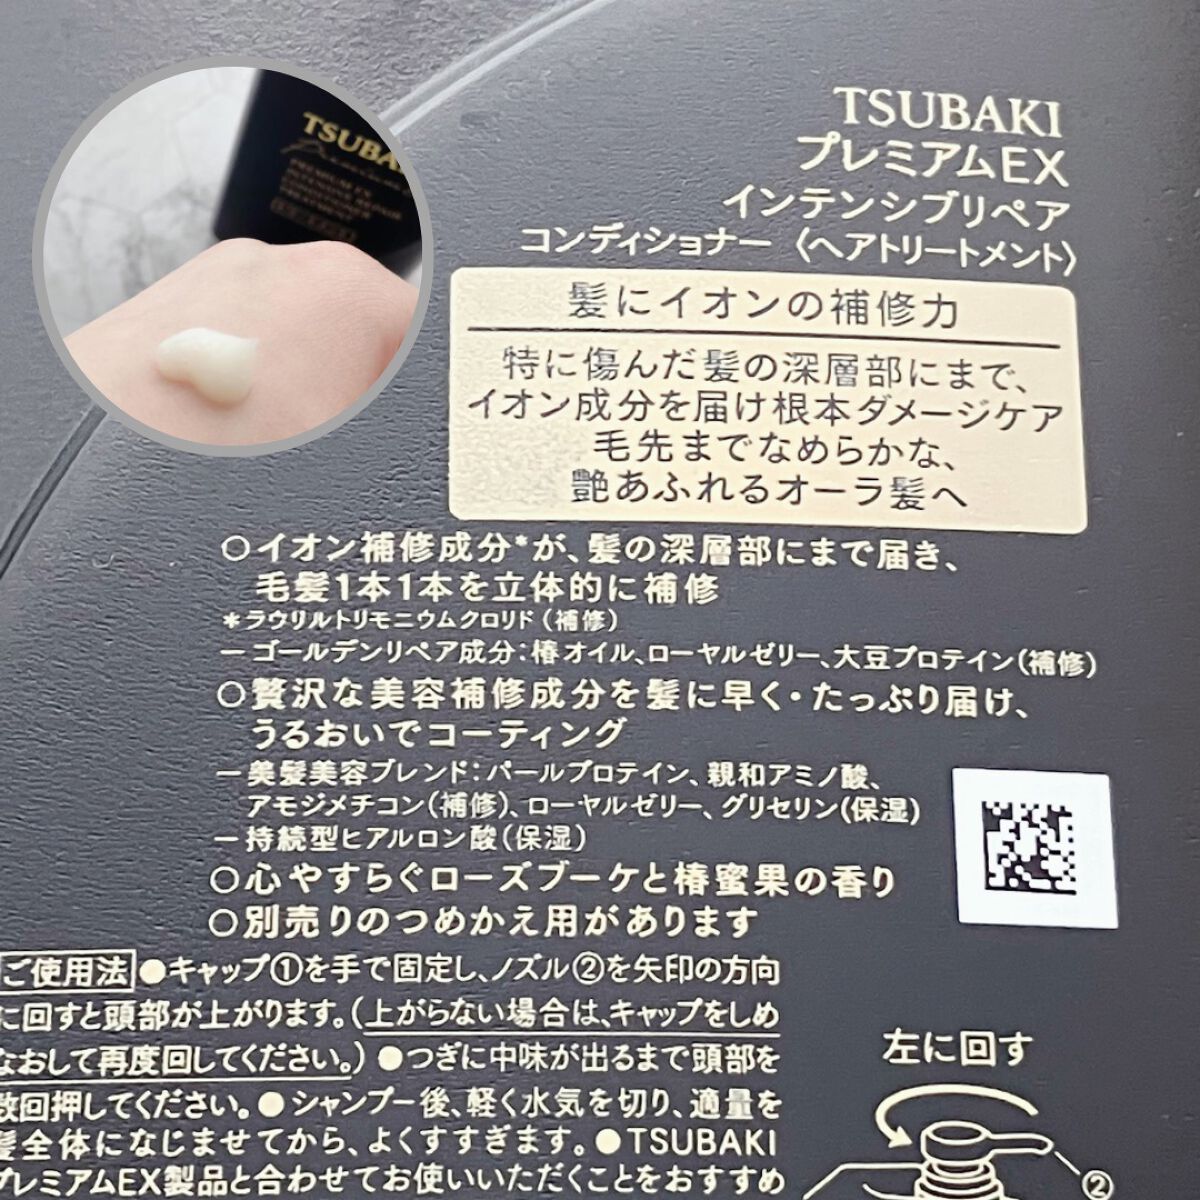 TSUBAKI
プレミアムEX
インテンシブリペア
コンディショナー〈ヘアトリートメント〉
髪にイオンの補修力
特に傷んだ髪の深層部にまで、
イオン成分を届け根本ダメージケア
毛先までなめらかな、
艶あふれるオーラ髪へ
○イオン補修成分*が、髪の深層部にまで届き、
毛髪1本1本を立体的に補修
*ラウリルトリモニウムクロリド(補修)
－ゴールデンリペア成分:椿オイル、ローヤルゼリー、大豆プロテイン(補修)
○贅沢な美容補修成分を髪に早く・たっぷり届け、
うるおいでコーティング
－美髪美容ブレンド:パールプロテイン、親和アミノ酸、
アモジメチコン(補修)、ローヤルゼリー、グリセリン(保湿)
－持続型ヒアルロン酸(保湿)
○心やすらぐローズブーケと椿蜜果の香り
○別売りのつめかえ用があります
ご使用法 ●キャップ①を手で固定し、ノズル②を矢印の方向
に回すと頭部が上がります。(上がらない場合は、キャップをしめ
なおして再度回してください。)●つぎに中味が出るまで頭部を
数回押してください。●シャンプー後、軽く水気を切り、適量を
髪全体になじませてから、よくすすぎます。●TSUBAKI
プレミアムEX製品と合わせてお使いいただくことをおすすめ
左に回す
②
TSUBA
PREMIUM EX
INTENSIVE REPAIR
CONDITIONER